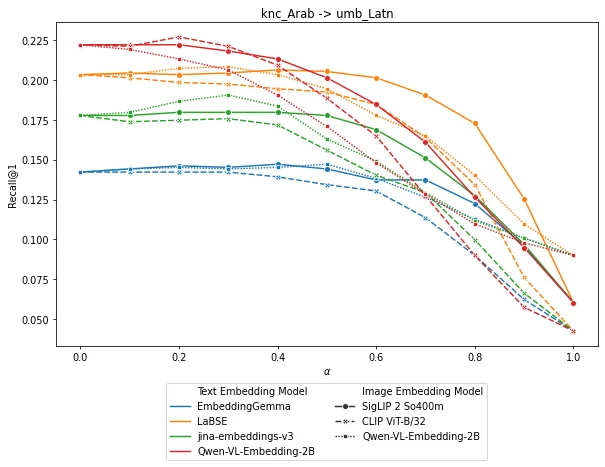 knc_Arab -> umb_Latn
Recall@1
0.225
0.200
0.175
0.150
0.125
0.100
0.075
0.050
0.0
0.2
0.4
0.6
0.8
1.0
α
Text Embedding Model
EmbeddingGemma
LaBSE
jina-embeddings-v3
Qwen-VL-Embedding-2B
Image Embedding Model
SigLIP 2 So400m
CLIP ViT-B/32
Qwen-VL-Embedding-2B